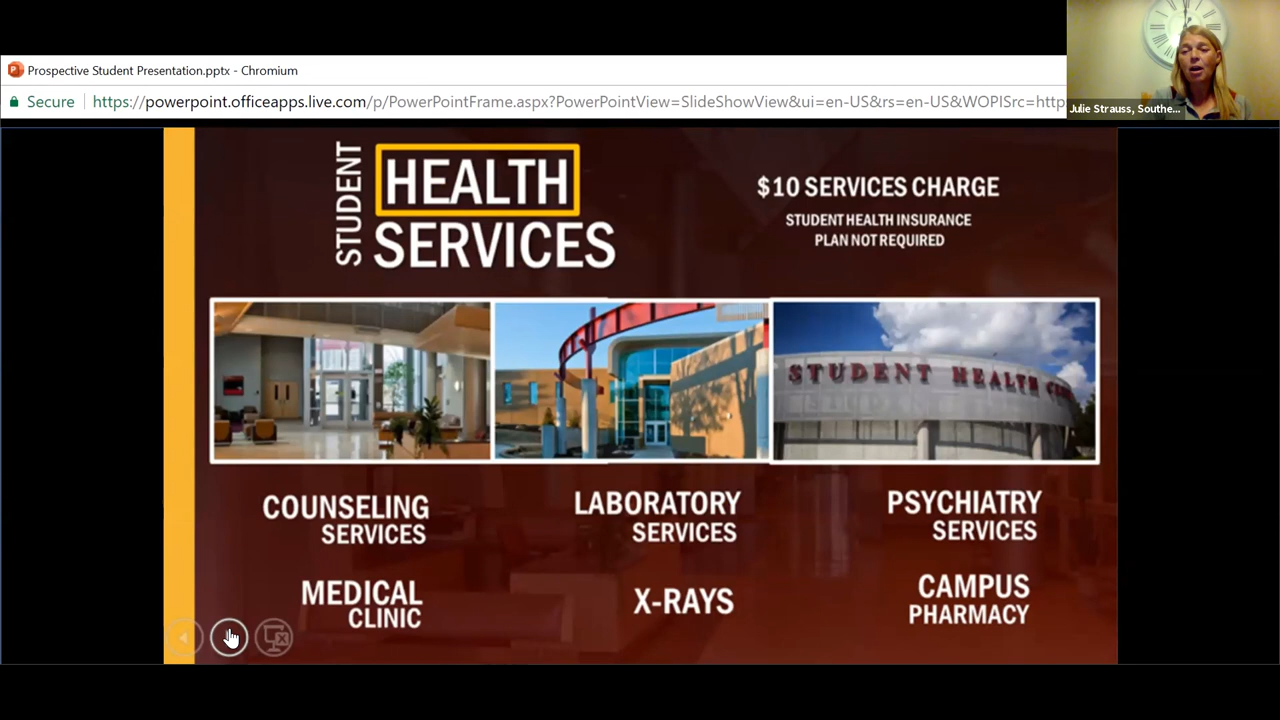 Prospective Student Presentation.pptx - Chromium
Secure
https://powerpoint.officeapps.live.com/p/PowerPointFrame.aspx?PowerPointView=SlideShowView&ui=en-US&rs=en-US&WOPISrc=http
Julie Strauss, Southe...
STUDENT
HEALTH
SERVICES
$10 SERVICES CHARGE
STUDENT HEALTH INSURANCE
PLAN NOT REQUIRED
STUDENT HEALTH
COUNSELING
SERVICES
LABORATORY
SERVICES
PSYCHIATRY
SERVICES
MEDICAL
CLINIC
X-RAYS
CAMPUS
PHARMACY